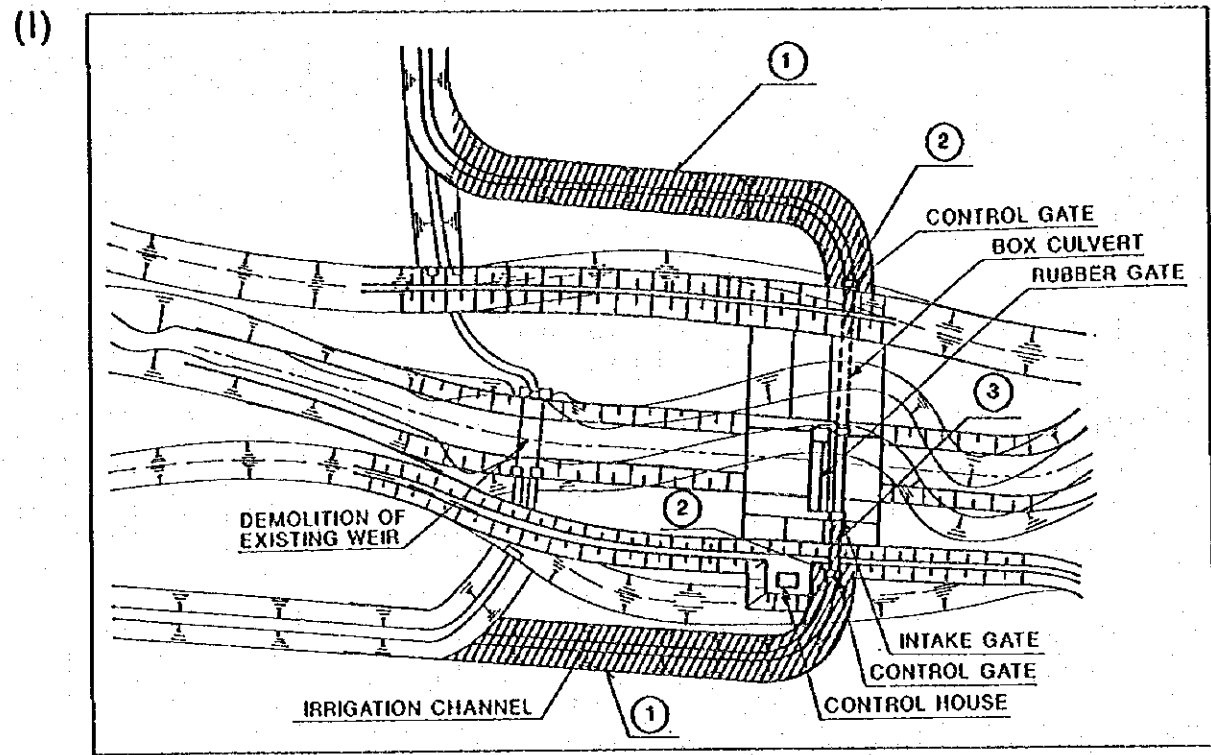 (1)
1
2
CONTROL GATE
BOX CULVERT
RUBBER GATE
3
2
DEMOLITION OF
EXISTING WEIR
INTAKE GATE
CONTROL GATE
CONTROL HOUSE
IRRIGATION CHANNEL
1